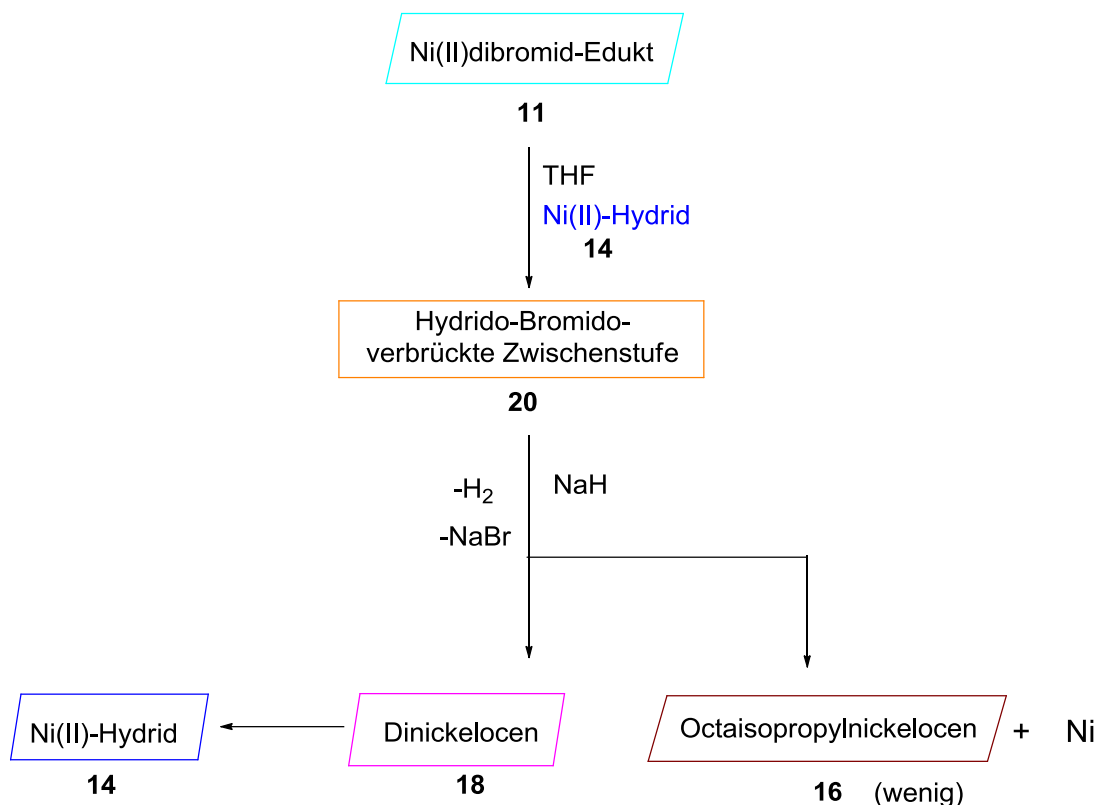 Ni(II)dibromid-Edukt
11
THF
Ni(II)-Hydrid
14
Hydrido-Bromido-
verbrückte Zwischenstufe
20
-H2 NaH
-NaBr
Ni(II)-Hydrid Dinickelocen Octaisopropylnickelocen + Ni
14 18 16 (wenig)